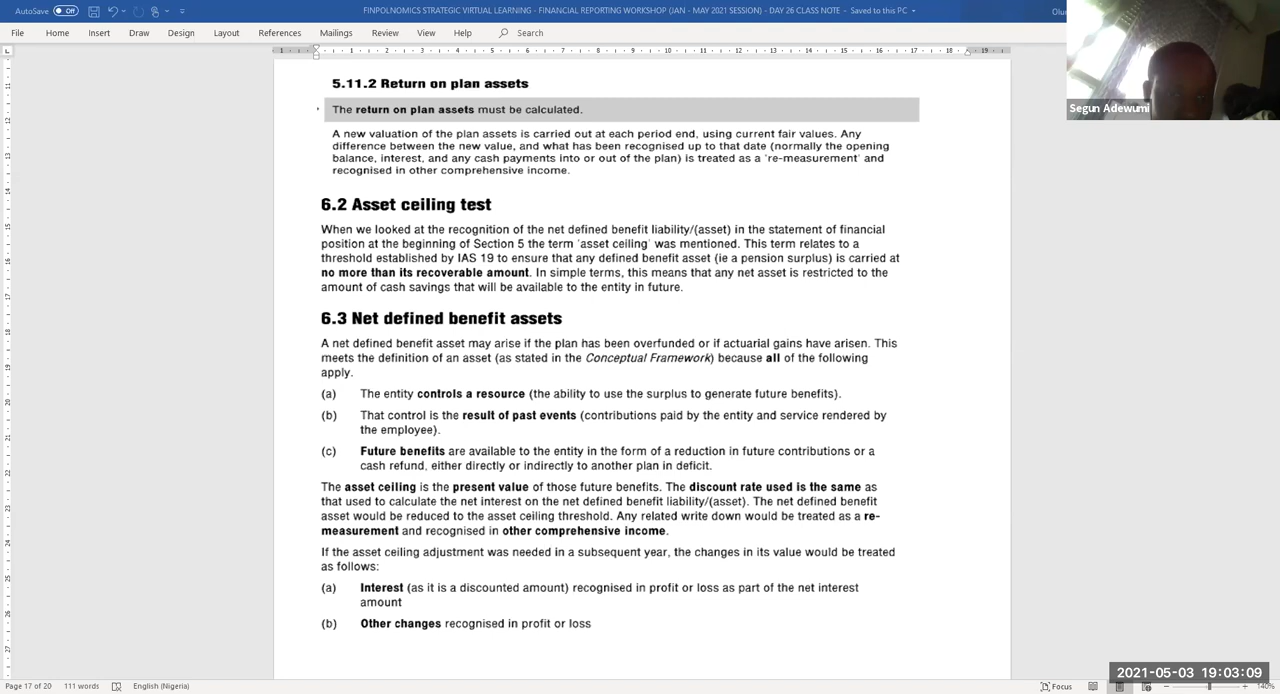 AutoSave Off
FINPOLNOMICS STRATEGIC VIRTUAL LEARNING - FINANCIAL REPORTING WORKSHOP (JAN - MAY 2021 SESSION) - DAY 26 CLASS NOTE - Saved to this PC
File Home Insert Draw Design Layout References Mailings Review View Help Search
Segun Adewumi
5.11.2 Return on plan assets
The return on plan assets must be calculated.
A new valuation of the plan assets is carried out at each period end, using current fair values. Any
difference between the new value, and what has been recognised up to that date (normally the opening
balance, interest, and any cash payments into or out of the plan) is treated as a 're-measurement' and
recognised in other comprehensive income.
6.2 Asset ceiling test
When we looked at the recognition of the net defined benefit liability/(asset) in the statement of financial
position at the beginning of Section 5 the term 'asset ceiling' was mentioned. This term relates to a
threshold established by IAS 19 to ensure that any defined benefit asset (ie a pension surplus) is carried at
no more than its recoverable amount. In simple terms, this means that any net asset is restricted to the
amount of cash savings that will be available to the entity in future.
6.3 Net defined benefit assets
A net defined benefit asset may arise if the plan has been overfunded or if actuarial gains have arisen. This
meets the definition of an asset (as stated in the Conceptual Framework) because all of the following
apply.
(a) The entity controls a resource (the ability to use the surplus to generate future benefits).
(b) That control is the result of past events (contributions paid by the entity and service rendered by
the employee).
(c) Future benefits are available to the entity in the form of a reduction in future contributions or a
cash refund, either directly or indirectly to another plan in deficit.
The asset ceiling is the present value of those future benefits. The discount rate used is the same as
that used to calculate the net interest on the net defined benefit liability/(asset). The net defined benefit
asset would be reduced to the asset ceiling threshold. Any related write down would be treated as a re-
measurement and recognised in other comprehensive income.
If the asset ceiling adjustment was needed in a subsequent year, the changes in its value would be treated
as follows:
(a) Interest (as it is a discounted amount) recognised in profit or loss as part of the net interest
amount
(b) Other changes recognised in profit or loss
2021-05-03 19:03:09
Page 17 of 20 111 words English (Nigeria) Focus 140%